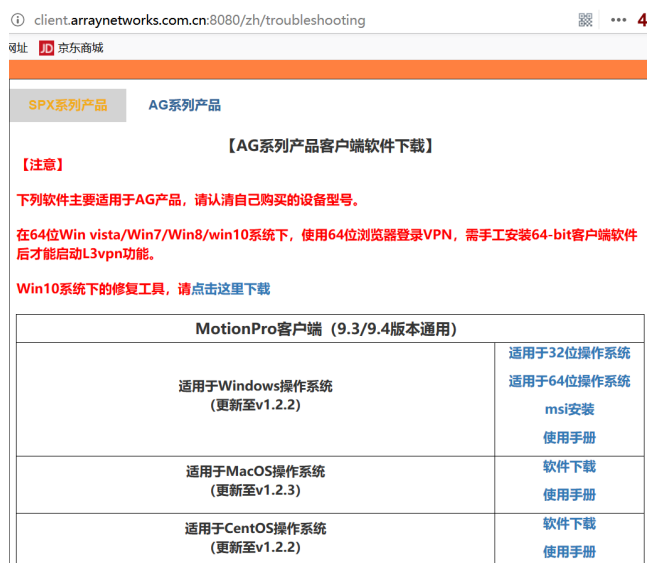 client.arraynetworks.com.cn:8080/zh/troubleshooting
网址 JD 京东商城
SPX系列产品 AG系列产品
【AG系列产品客户端软件下载】
【注意】
下列软件主要适用于AG产品，请认清自己购买的设备型号。
在64位Win vista/Win7/Win8/win10系统下，使用64位浏览器登录VPN，需手工安装64-bit客户端软件
后才能启动L3vpn功能。
Win10系统下的修复工具，请点击这里下载
MotionPro客户端（9.3/9.4版本通用）
适用于Windows操作系统
（更新至v1.2.2）
适用于32位操作系统
适用于64位操作系统
msi安装
使用手册
适用于MacOS操作系统
（更新至v1.2.3）
软件下载
使用手册
适用于CentOS操作系统
（更新至v1.2.2）
软件下载
使用手册